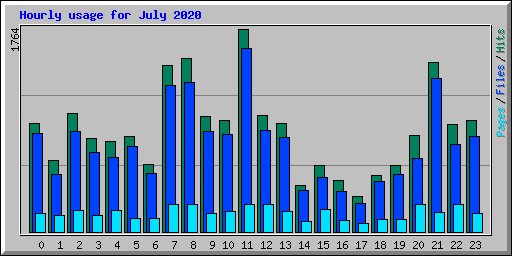 Hourly usage for July 2020
1764
Pages/Files/Hits
0 1 2 3 4 5 6 7 8 9 10 11 12 13 14 15 16 17 18 19 20 21 22 23